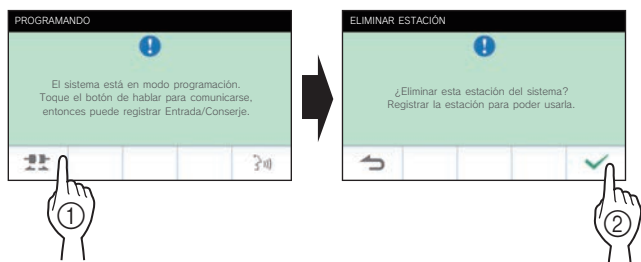 PROGRAMANDO
El sistema está en modo programación.
Toque el botón de hablar para comunicarse,
entonces puede registrar Entrada/Conserje.
①
ELIMINAR ESTACIÓN
¿Eliminar esta estación del sistema?
Registrar la estación para poder usarla.
②